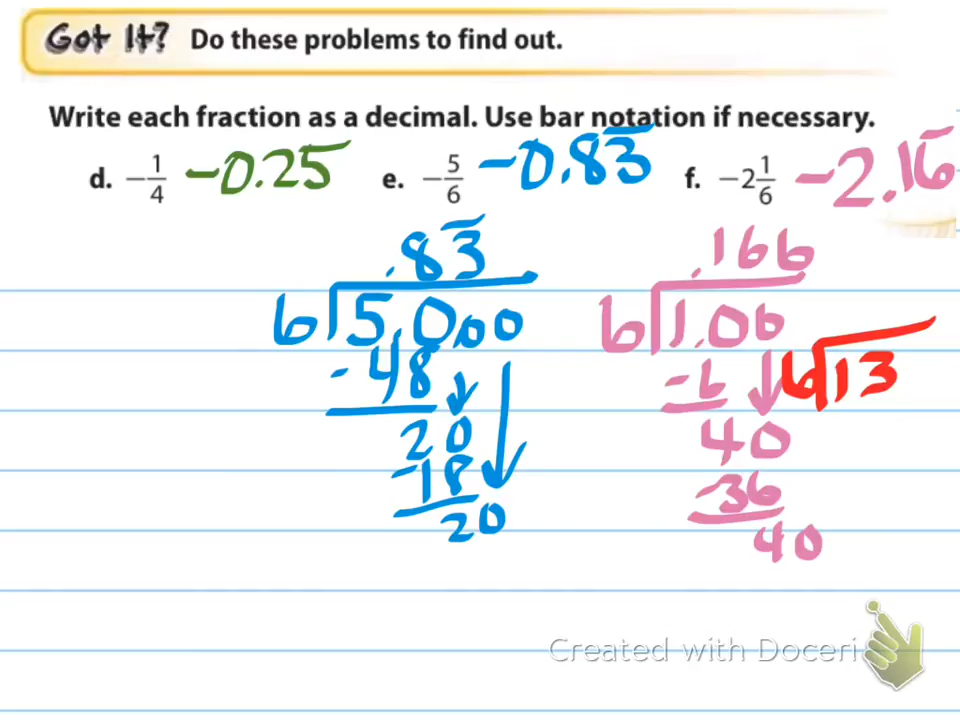 Got It? Do these problems to find out.
Write each fraction as a decimal. Use bar notation if necessary.
d. -1/4 -0.25 e. -5/6 -0.83̅ f. -2 1/6 -2.16̅
.83̅ .166
6 5.000 6 1.00
6 13
-48 -6
20 40
-18 -36
20 40
Created with Doceri